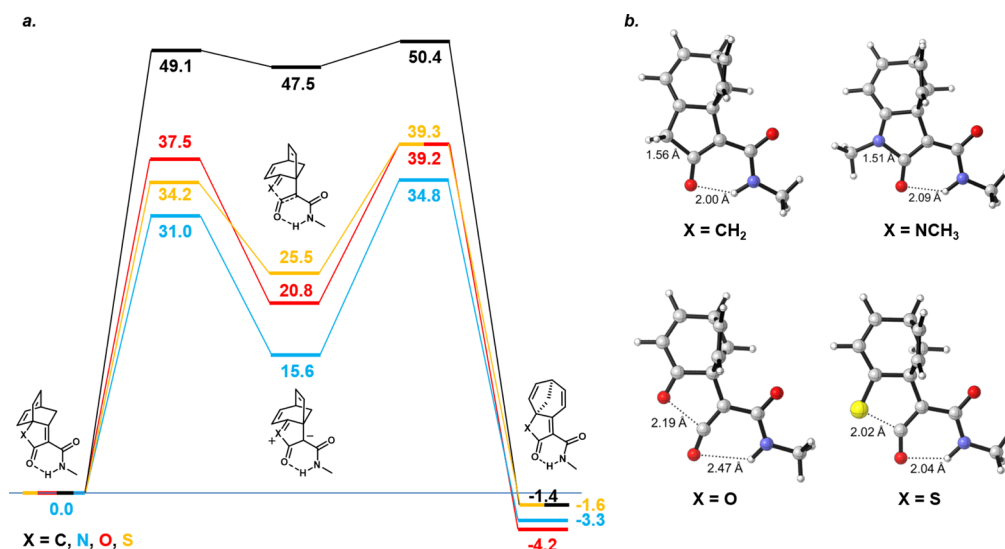 a.
49.1
47.5
50.4
37.5
34.2
31.0
25.5
20.8
15.6
39.3
39.2
34.8
X
O
H
N
O
X
+
−
O
H
N
O
X
O
H
N
O
X
O
H
N
O
0.0
-1.4
-1.6
-3.3
-4.2
X = C, N, O, S
b.
1.56 Å
2.00 Å
X = CH₂
1.51 Å
2.09 Å
X = NCH₃
2.19 Å
2.47 Å
X = O
2.02 Å
2.04 Å
X = S